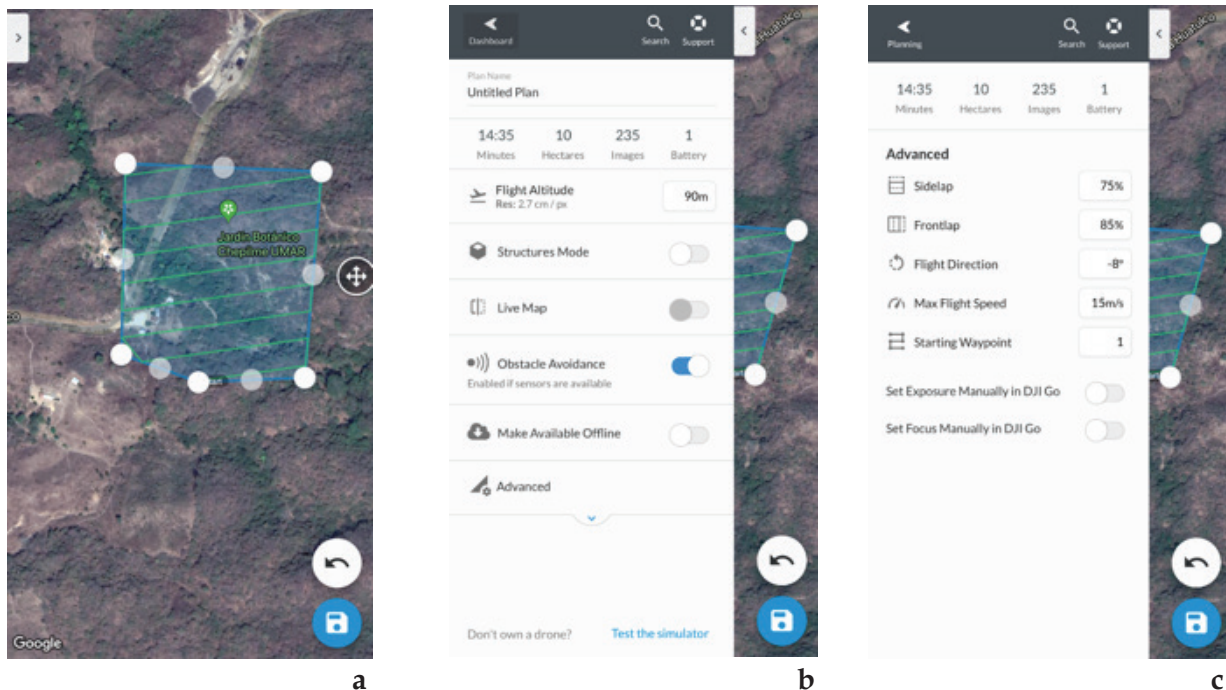 Jardín Botánico
Chepilme UMAR
Google
a
Dashboard
Search
Support
Plan Name
Untitled Plan
14:35
10
235
1
Minutes
Hectares
Images
Battery
Flight Altitude
Res: 2.7 cm / px
90m
Structures Mode
Live Map
Obstacle Avoidance
Enabled if sensors are available
Make Available Offline
Advanced
Don't own a drone?
Test the simulator
b
Planning
Search
Support
14:35
10
235
1
Minutes
Hectares
Images
Battery
Advanced
Sidelap
75%
Frontlap
85%
Flight Direction
-8°
Max Flight Speed
15m/s
Starting Waypoint
1
Set Exposure Manually in DJI Go
Set Focus Manually in DJI Go
c